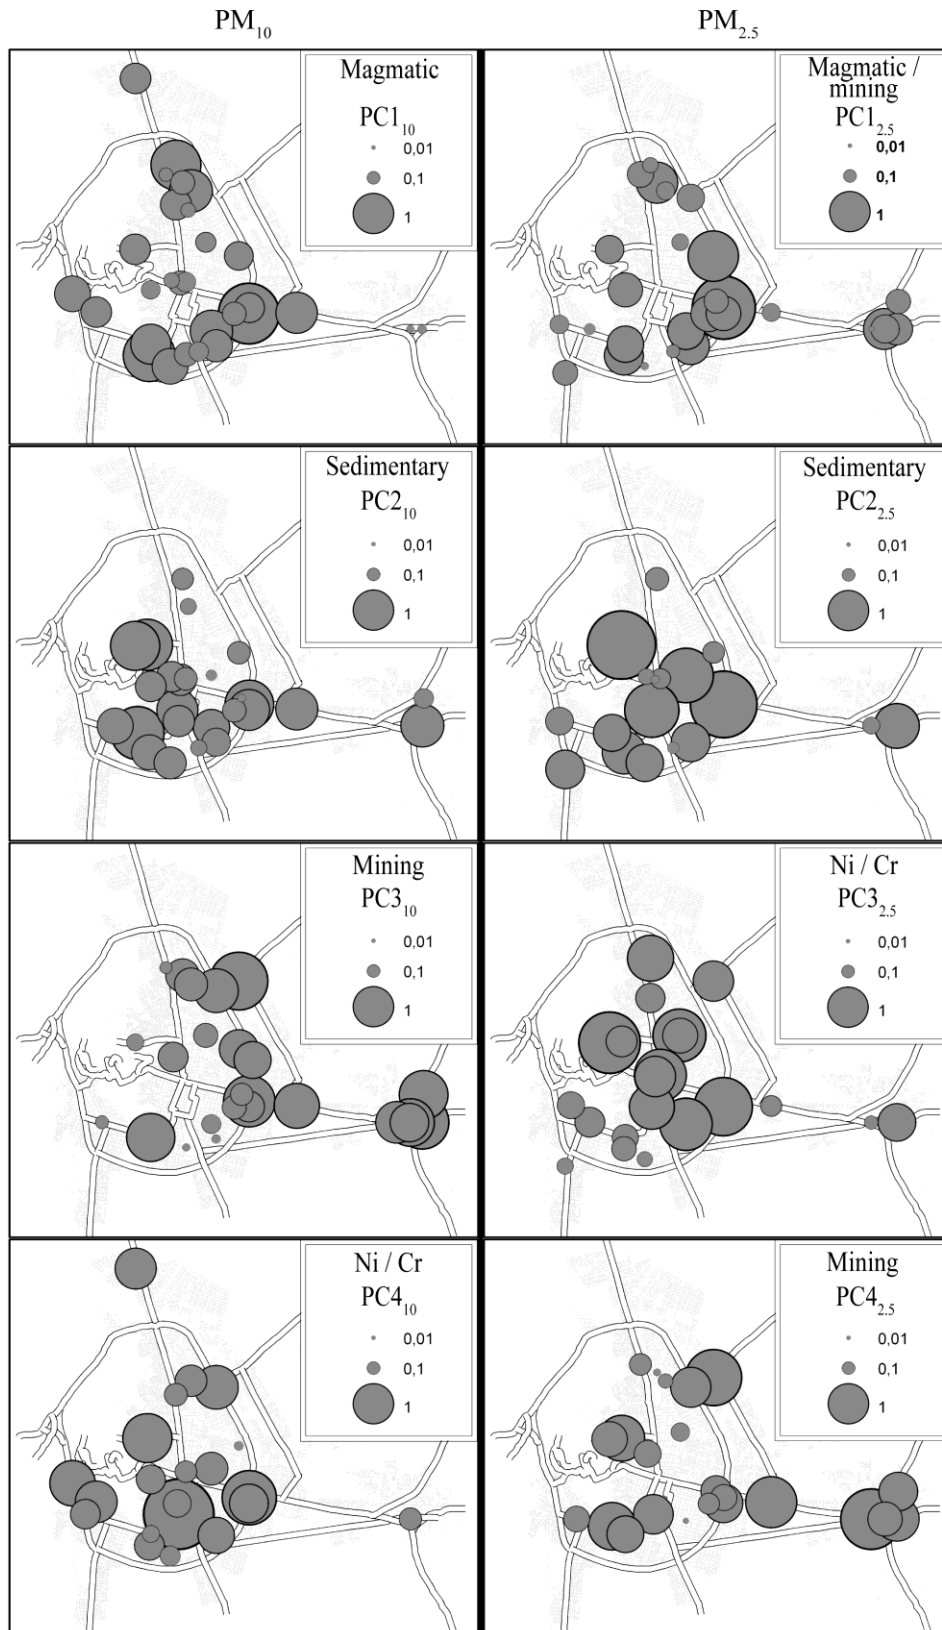 PM10
PM2.5
Magmatic
PC110
0,01
0,1
1
Magmatic /
mining
PC12.5
0,01
0,1
1
Sedimentary
PC210
0,01
0,1
1
Sedimentary
PC22.5
0,01
0,1
1
Mining
PC310
0,01
0,1
1
Ni / Cr
PC32.5
0,01
0,1
1
Ni / Cr
PC410
0,01
0,1
1
Mining
PC42.5
0,01
0,1
1